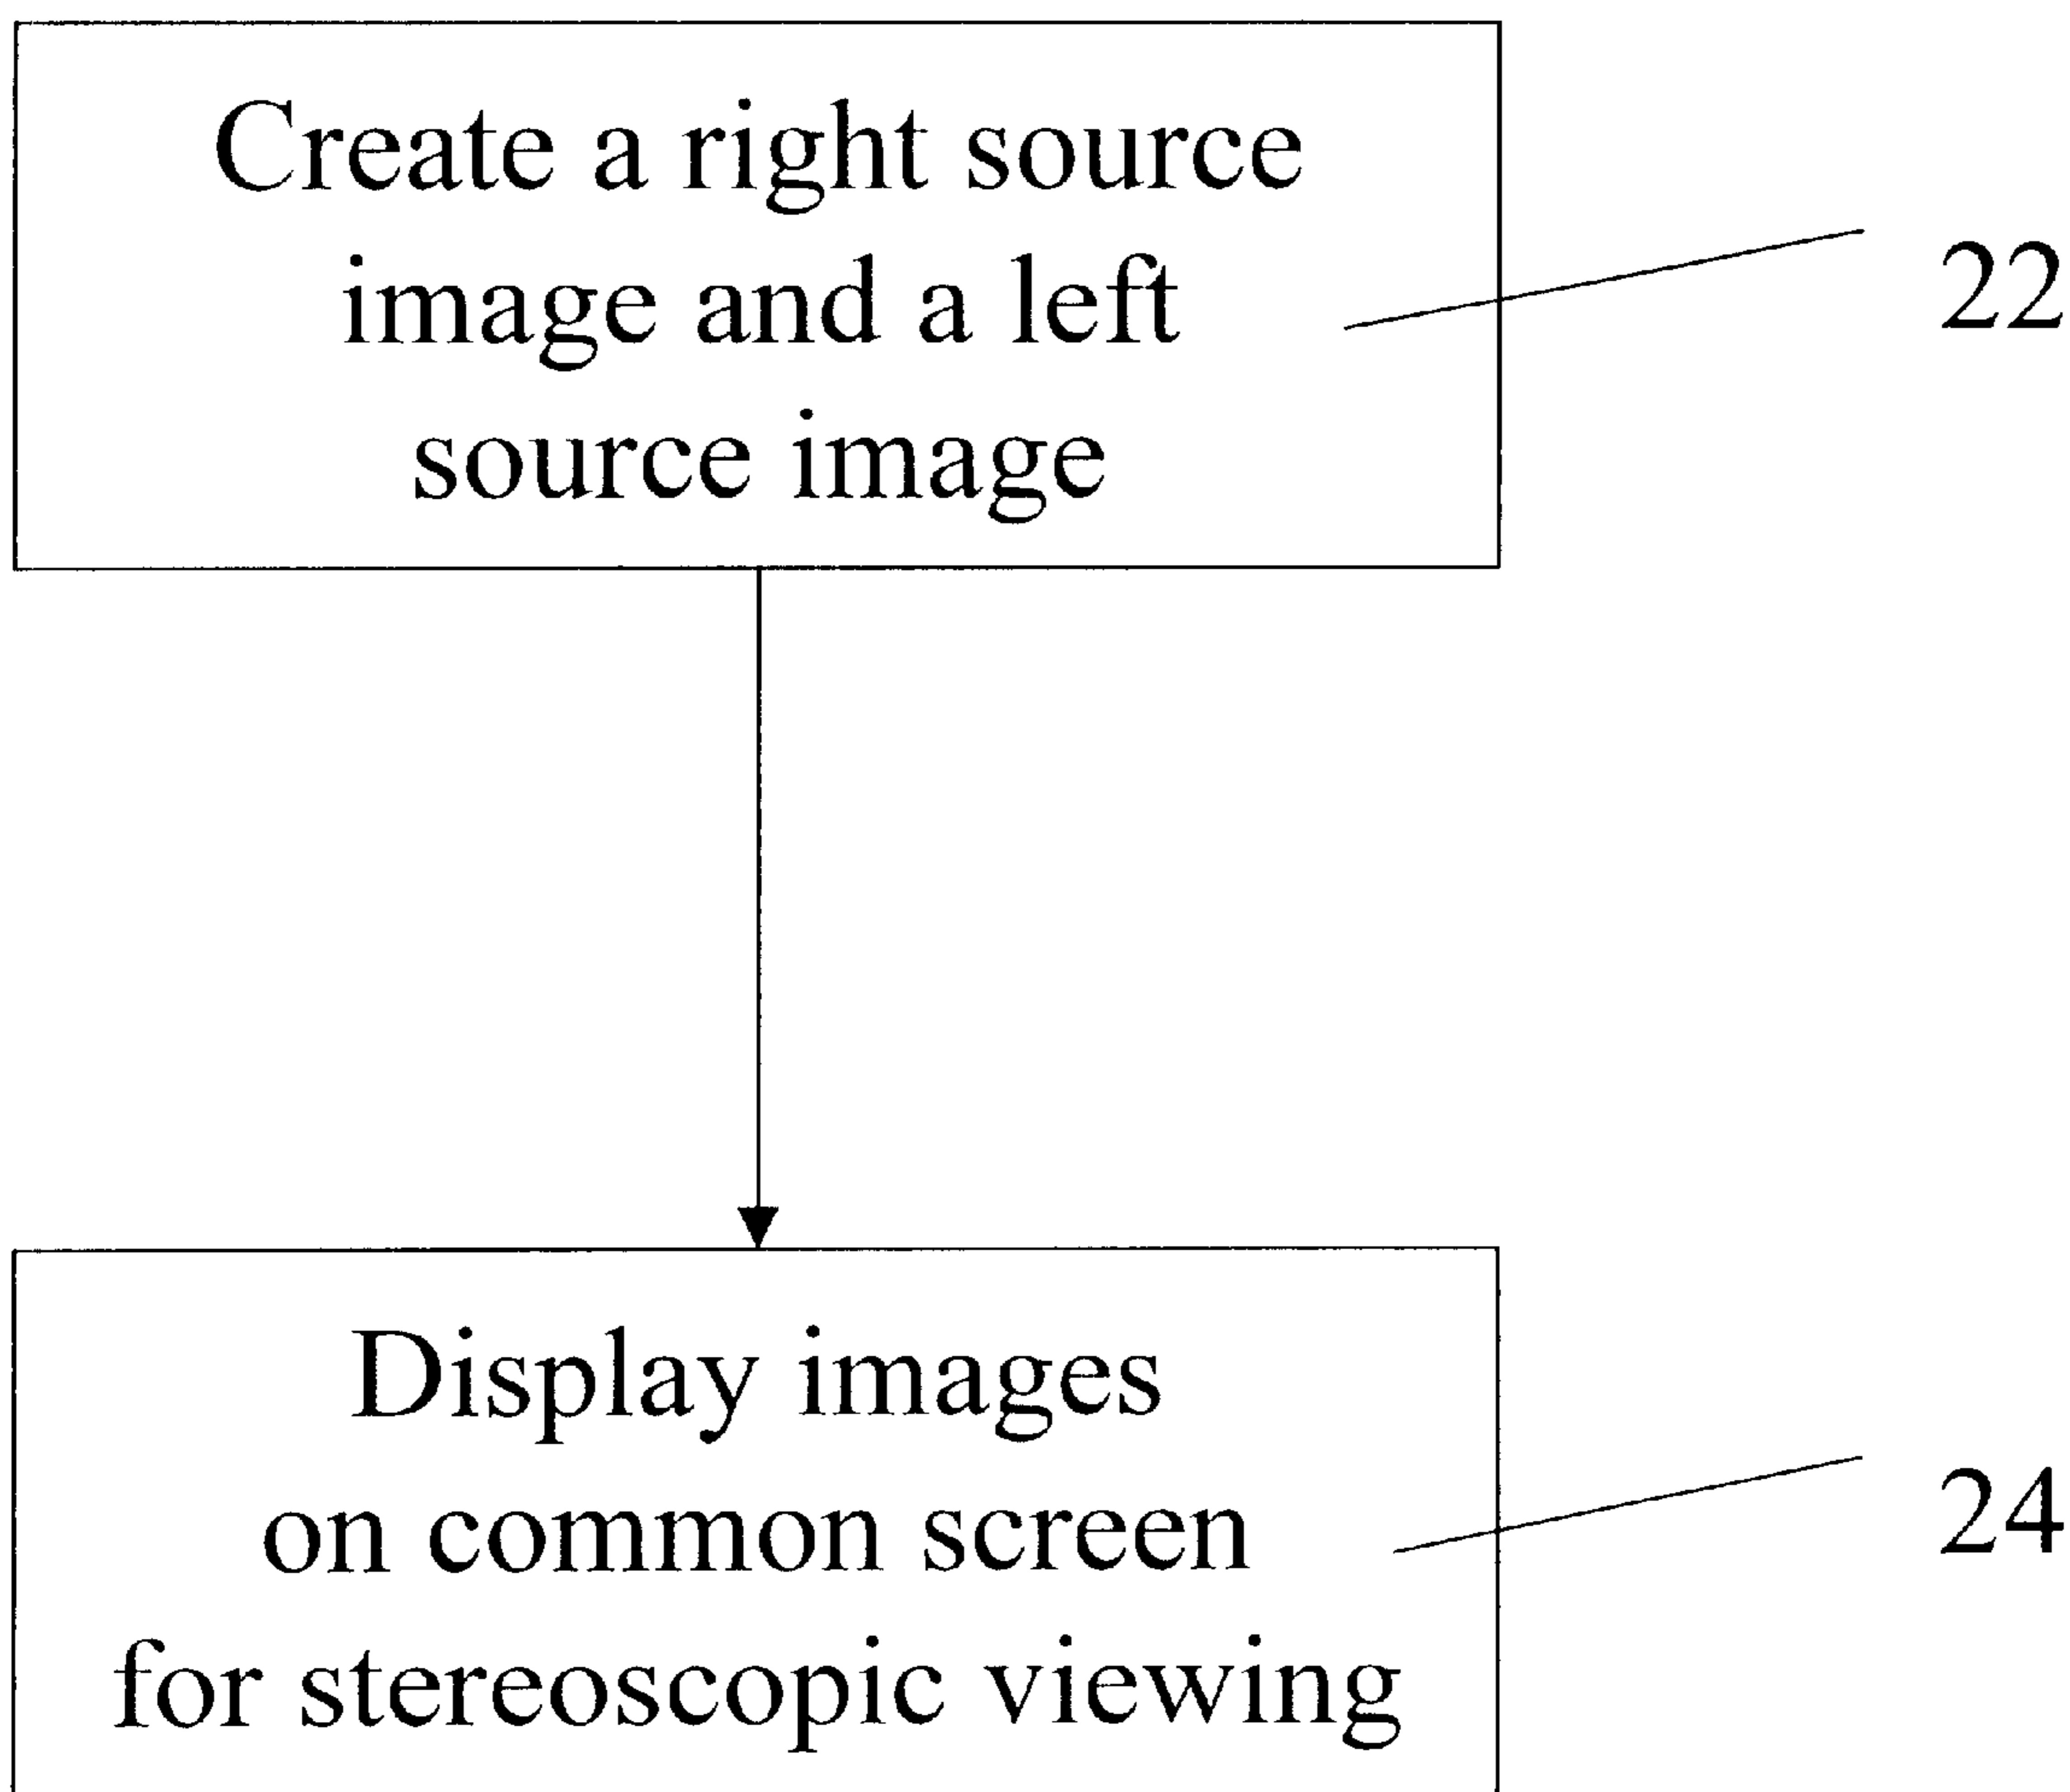 Create a right source
image and a left
source image
22
Display images
on common screen
for stereoscopic viewing
24